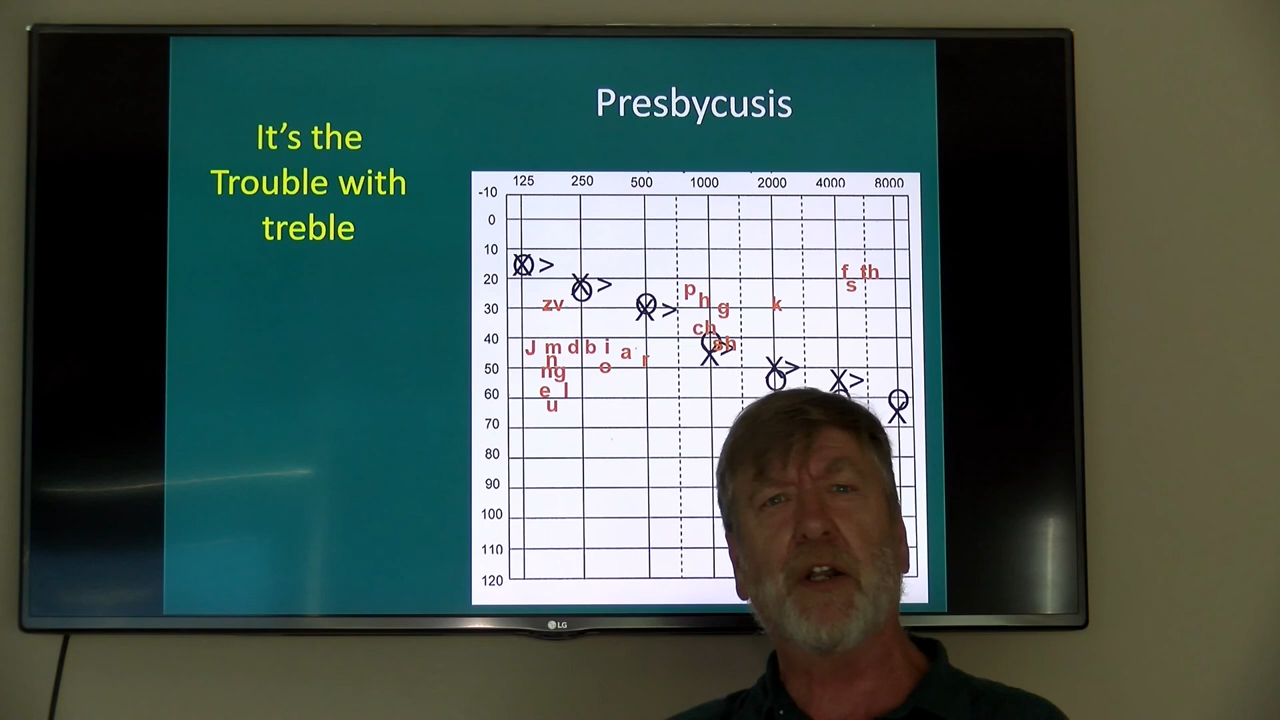 Presbycusis
It's the
Trouble with
treble
125 250 500 1000 2000 4000 8000
-10
0
10
20
30
40
50
60
70
80
90
100
110
120
X >
X >
X >
X >
X >
X >
X
f th
s
zv
p
h
g
k
ch
sh
J m d b i
n
a
r
o
ng
e l
u
LG